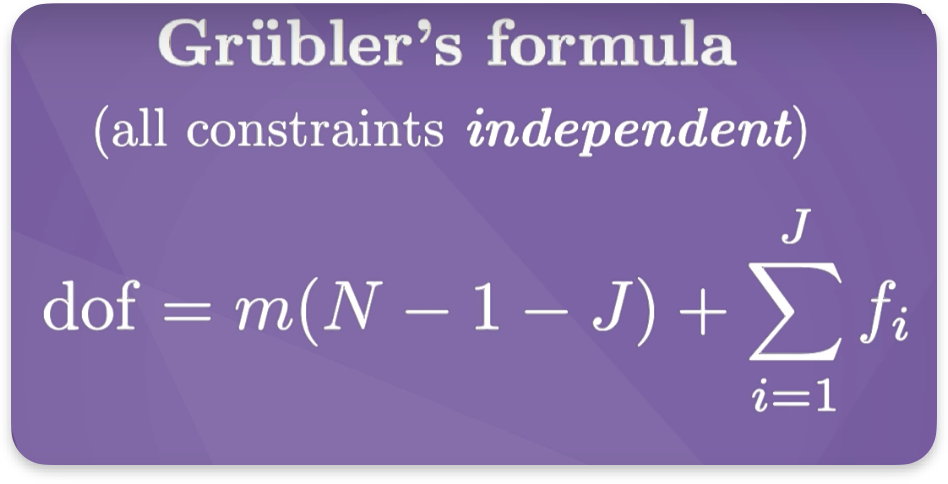 Grübler's formula
(all constraints independent)
dof = m(N − 1 − J) + ∑_{i=1}^{J} f_i